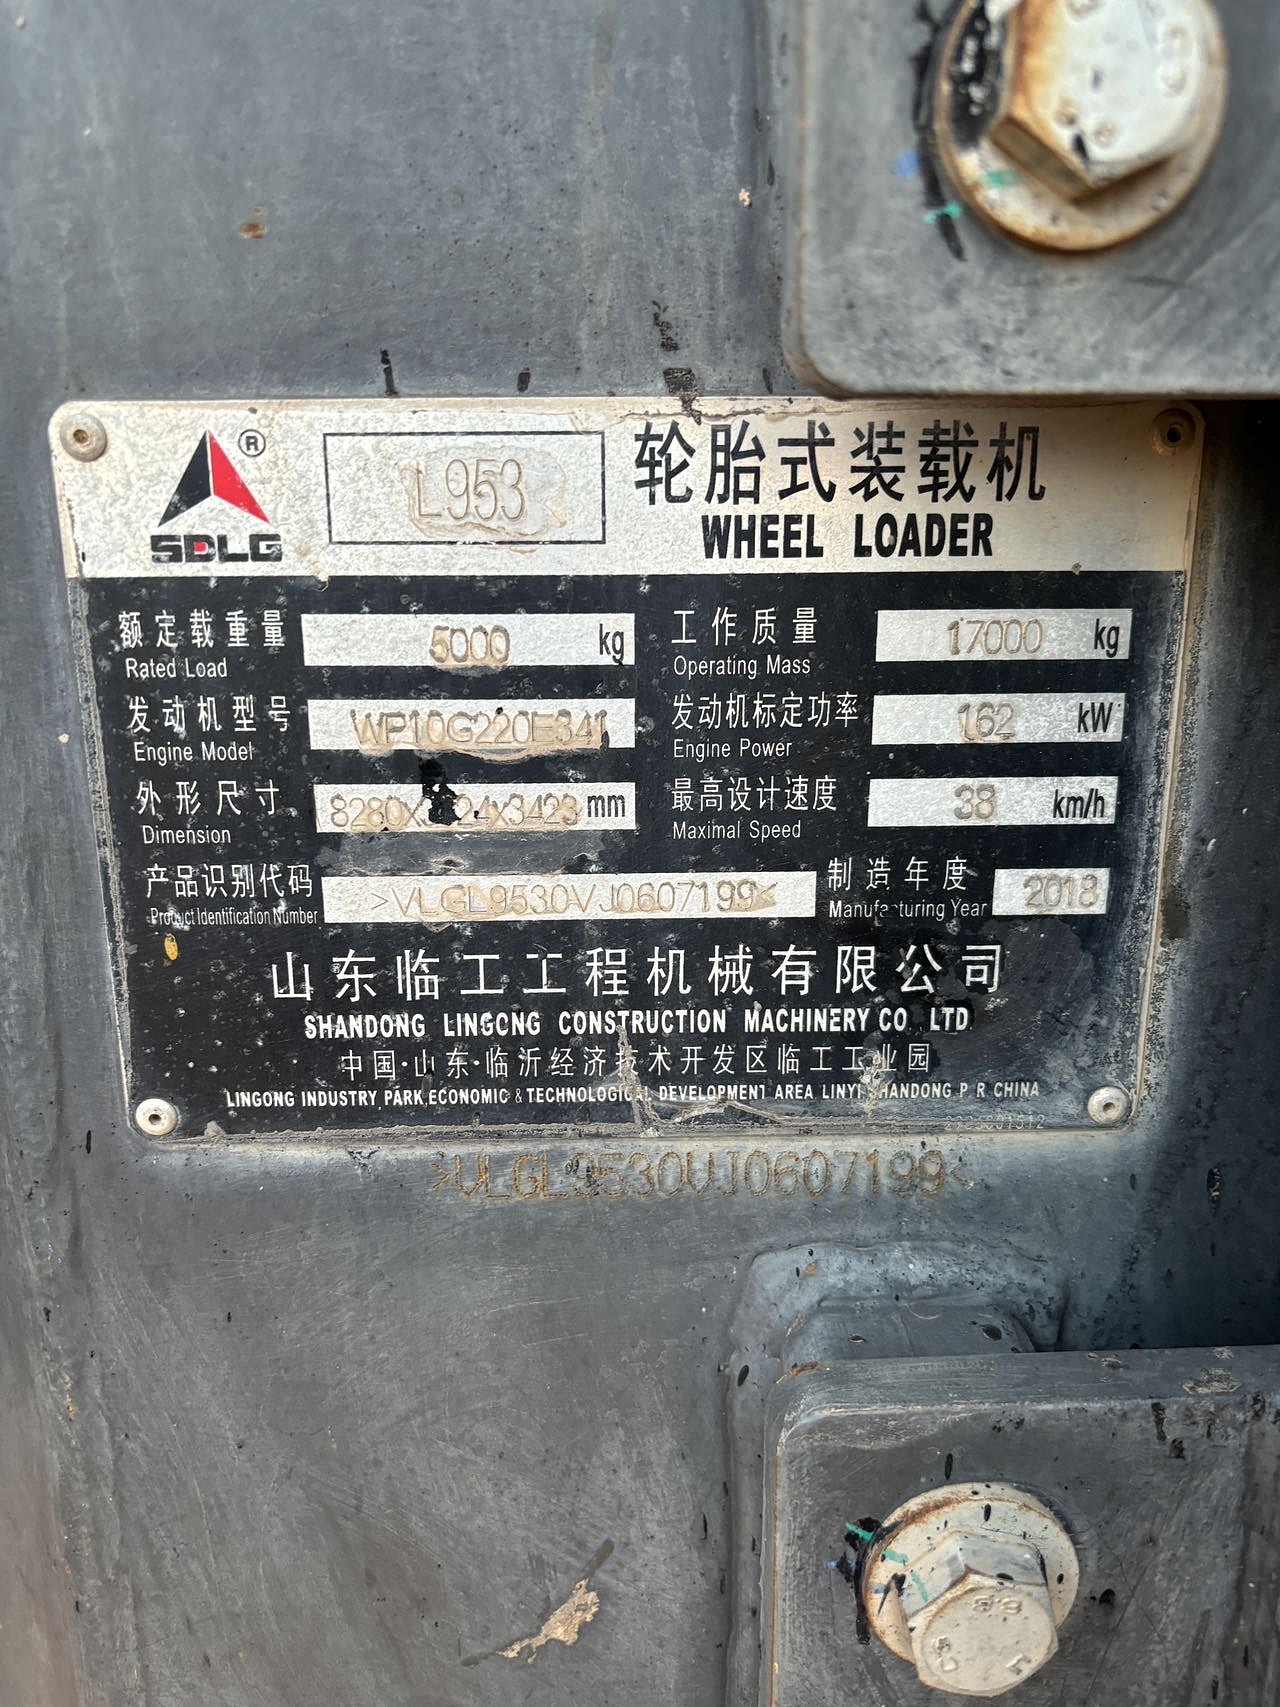 SDLG ®
L953
轮胎式装载机
WHEEL LOADER
额定载重量 5000 kg
Rated Load
工作质量 17000 kg
Operating Mass
发动机型号 WP10G220E341
Engine Model
发动机标定功率 162 kW
Engine Power
外形尺寸 mm
Dimension
最高设计速度 38 km/h
Maximal Speed
产品识别代码 >VLGL9530VJ0607199<
Product Identification Number
制造年度 2018
Manufacturing Year
山东临工工程机械有限公司
SHANDONG LINGONG CONSTRUCTION MACHINERY CO. LTD.
中国·山东·临沂经济技术开发区临工工业园
LINGONG INDUSTRY PARK,ECONOMIC & TECHNOLOGICAL DEVELOPMENT AREA LINYI SHANDONG P R CHINA
>VLGL9530VJ0607199<
8.8